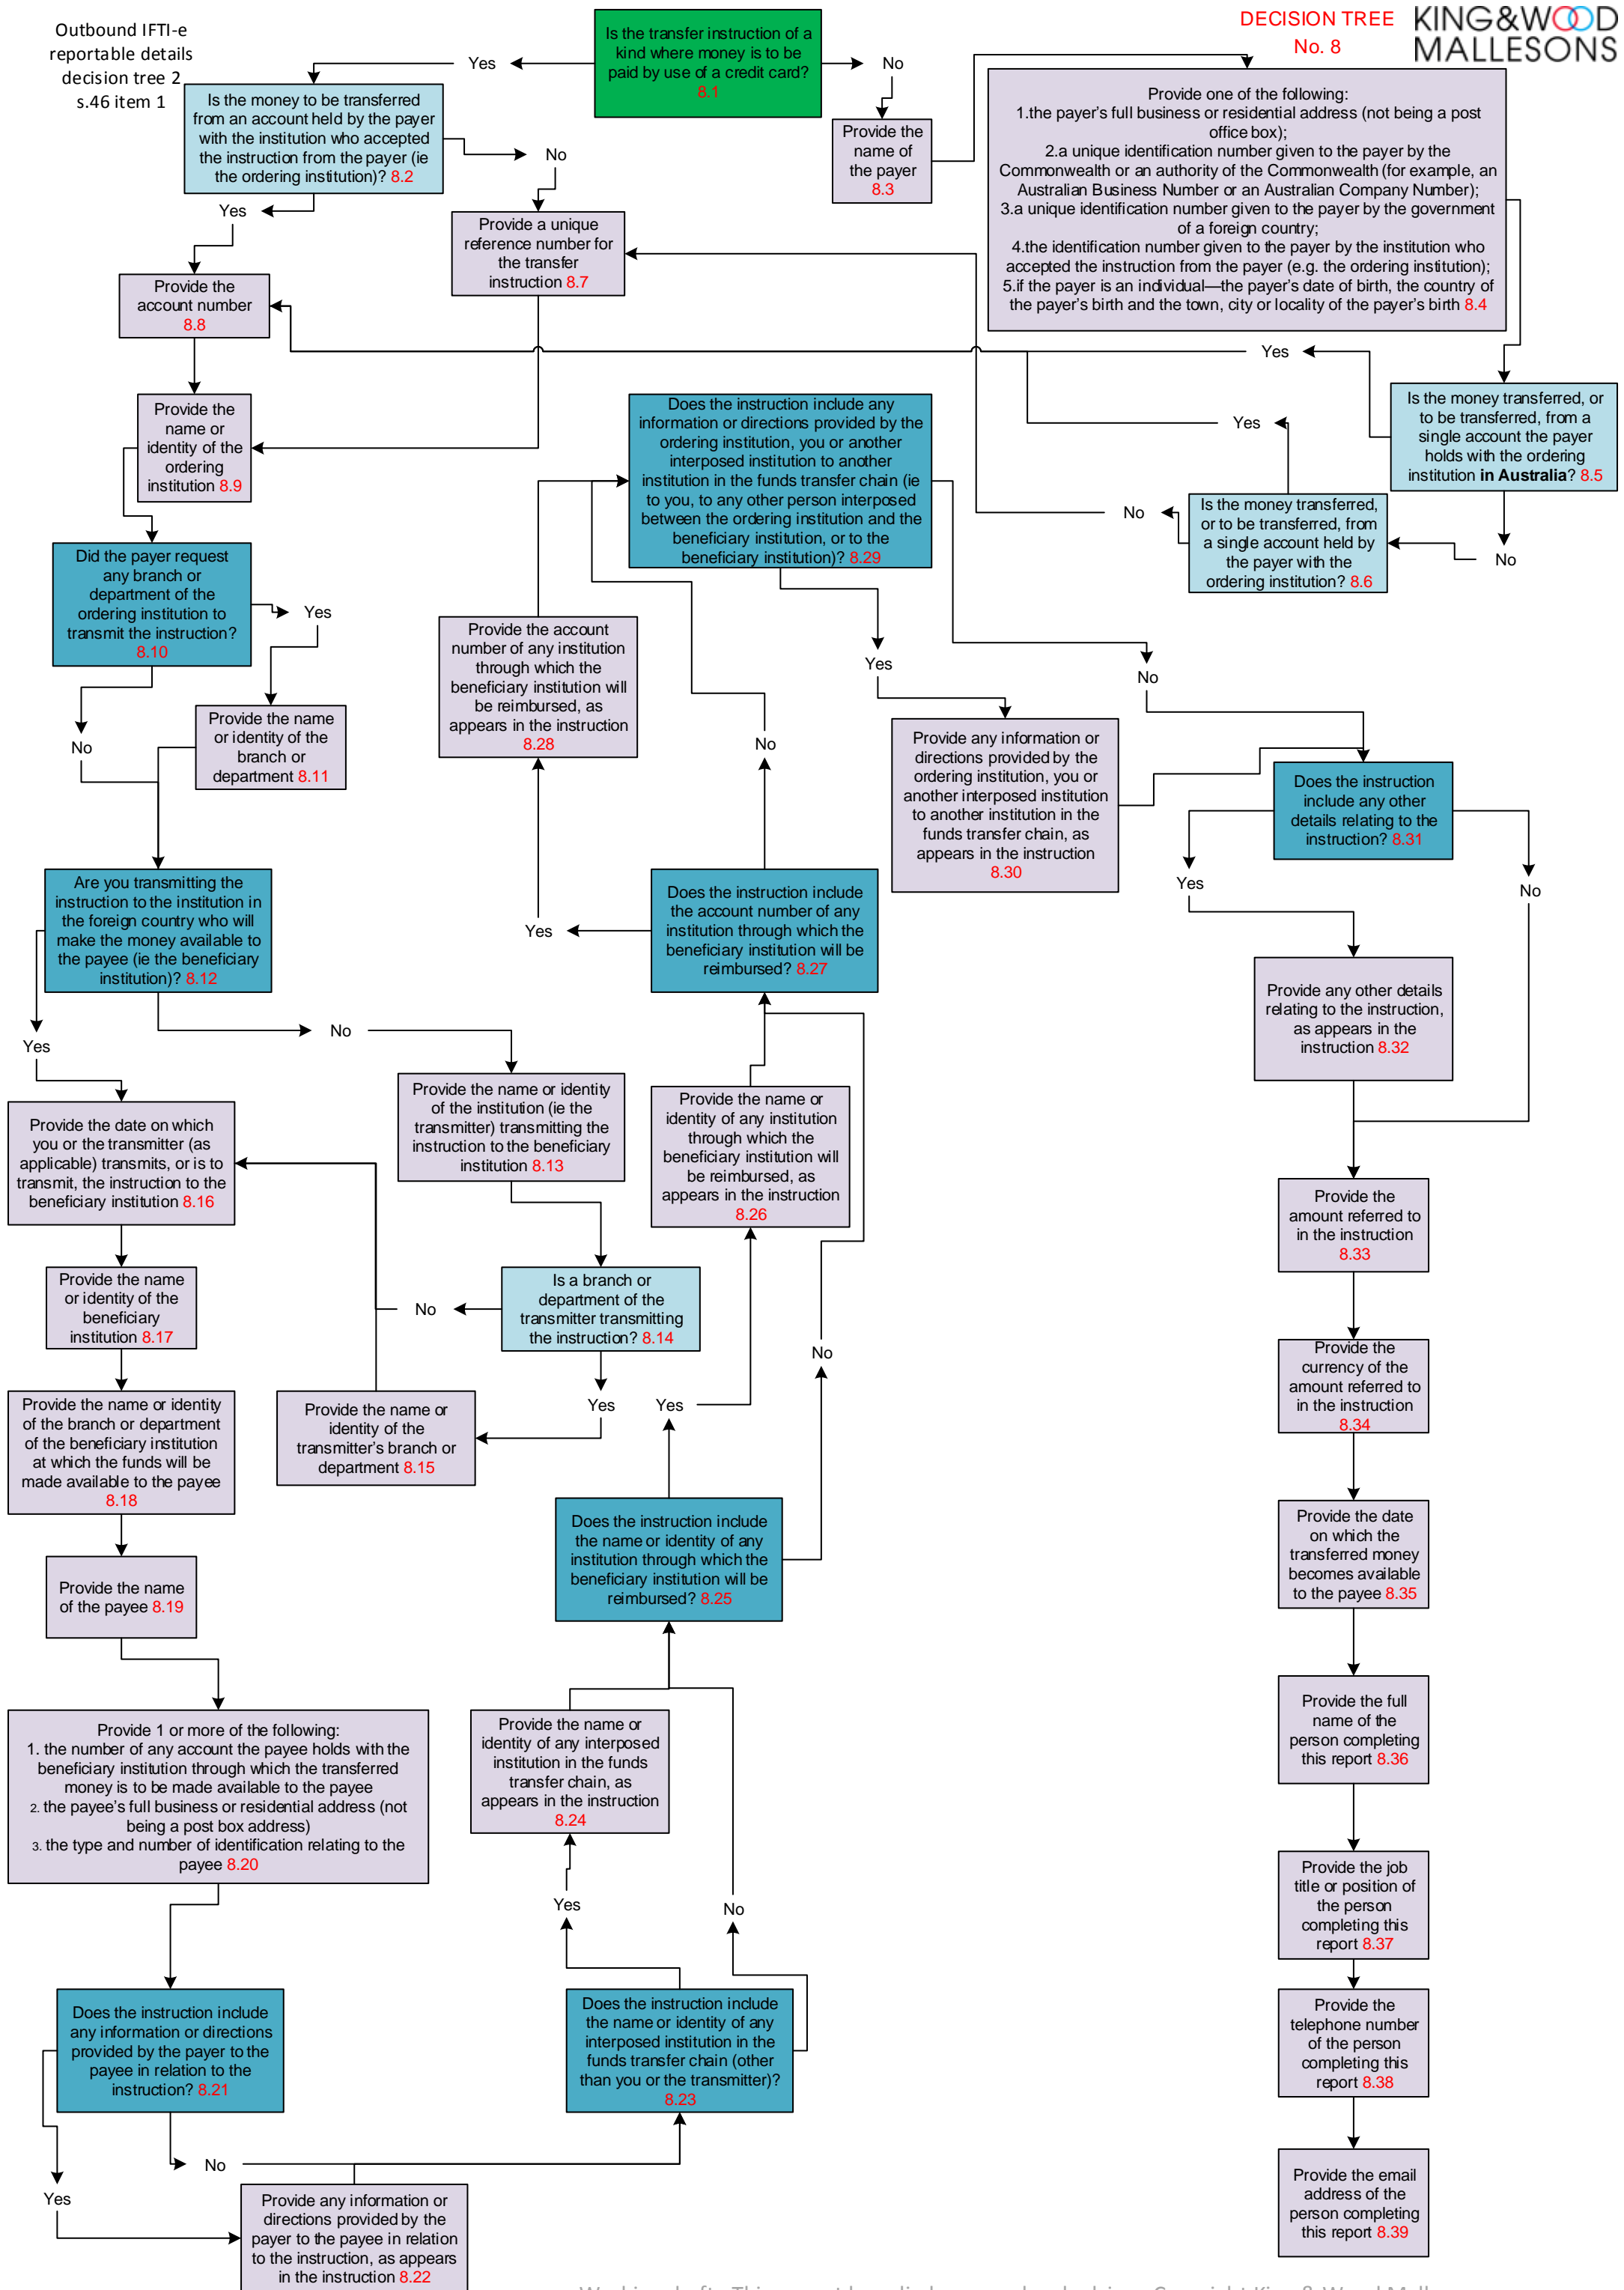 Outbound IFTI-e
reportable details
decision tree 2
s.46 item 1
DECISION TREE
No. 8
KING&WOOD
MALLESONS
Is the transfer instruction of a
kind where money is to be
paid by use of a credit card?
8.1
Yes
No
Is the money to be transferred
from an account held by the payer
with the institution who accepted
the instruction from the payer (ie
the ordering institution)? 8.2
No
Yes
Provide the
name of
the payer
8.3
Provide one of the following:
1.the payer's full business or residential address (not being a post
office box);
2.a unique identification number given to the payer by the
Commonwealth or an authority of the Commonwealth (for example, an
Australian Business Number or an Australian Company Number);
3.a unique identification number given to the payer by the government
of a foreign country;
4.the identification number given to the payer by the institution who
accepted the instruction from the payer (e.g. the ordering institution);
5.if the payer is an individual—the payer's date of birth, the country of
the payer's birth and the town, city or locality of the payer's birth 8.4
Yes
Is the money transferred, or
to be transferred, from a
single account the payer
holds with the ordering
institution in Australia? 8.5
No
Yes
Is the money transferred,
or to be transferred, from
a single account held by
the payer with the
ordering institution? 8.6
No
Provide a unique
reference number for
the transfer
instruction 8.7
Provide the
account number
8.8
Provide the
name or
identity of the
ordering
institution 8.9
Did the payer request
any branch or
department of the
ordering institution to
transmit the instruction?
8.10
Yes
No
Provide the name
or identity of the
branch or
department 8.11
Are you transmitting the
instruction to the institution in
the foreign country who will
make the money available to
the payee (ie the beneficiary
institution)? 8.12
No
Yes
Provide the name or identity
of the institution (ie the
transmitter) transmitting the
instruction to the beneficiary
institution 8.13
Is a branch or
department of the
transmitter transmitting
the instruction? 8.14
No
Yes
Provide the name or
identity of the
transmitter's branch or
department 8.15
Provide the date on which
you or the transmitter (as
applicable) transmits, or is to
transmit, the instruction to the
beneficiary institution 8.16
Provide the name
or identity of the
beneficiary
institution 8.17
Provide the name or identity
of the branch or department
of the beneficiary institution
at which the funds will be
made available to the payee
8.18
Provide the name
of the payee 8.19
Provide 1 or more of the following:
1. the number of any account the payee holds with the
beneficiary institution through which the transferred
money is to be made available to the payee
2. the payee's full business or residential address (not
being a post box address)
3. the type and number of identification relating to the
payee 8.20
Does the instruction include
any information or directions
provided by the payer to the
payee in relation to the
instruction? 8.21
No
Yes
Provide any information or
directions provided by the
payer to the payee in relation
to the instruction, as appears
in the instruction 8.22
Does the instruction include
the name or identity of any
interposed institution in the
funds transfer chain (other
than you or the transmitter)?
8.23
Yes
No
Provide the name or
identity of any interposed
institution in the funds
transfer chain, as
appears in the instruction
8.24
Does the instruction include
the name or identity of any
institution through which the
beneficiary institution will be
reimbursed? 8.25
Yes
No
Provide the name or
identity of any institution
through which the
beneficiary institution will
be reimbursed, as
appears in the instruction
8.26
Does the instruction include
the account number of any
institution through which the
beneficiary institution will be
reimbursed? 8.27
Yes
No
Provide the account
number of any institution
through which the
beneficiary institution will
be reimbursed, as
appears in the instruction
8.28
Does the instruction include any
information or directions provided by the
ordering institution, you or another
interposed institution to another
institution in the funds transfer chain (ie
to you, to any other person interposed
between the ordering institution and the
beneficiary institution, or to the
beneficiary institution)? 8.29
Yes
No
Provide any information or
directions provided by the
ordering institution, you or
another interposed institution
to another institution in the
funds transfer chain, as
appears in the instruction
8.30
Does the instruction
include any other
details relating to the
instruction? 8.31
Yes
No
Provide any other details
relating to the instruction,
as appears in the
instruction 8.32
Provide the
amount referred to
in the instruction
8.33
Provide the
currency of the
amount referred to
in the instruction
8.34
Provide the date
on which the
transferred money
becomes available
to the payee 8.35
Provide the full
name of the
person completing
this report 8.36
Provide the job
title or position of
the person
completing this
report 8.37
Provide the
telephone number
of the person
completing this
report 8.38
Provide the email
address of the
person completing
this report 8.39